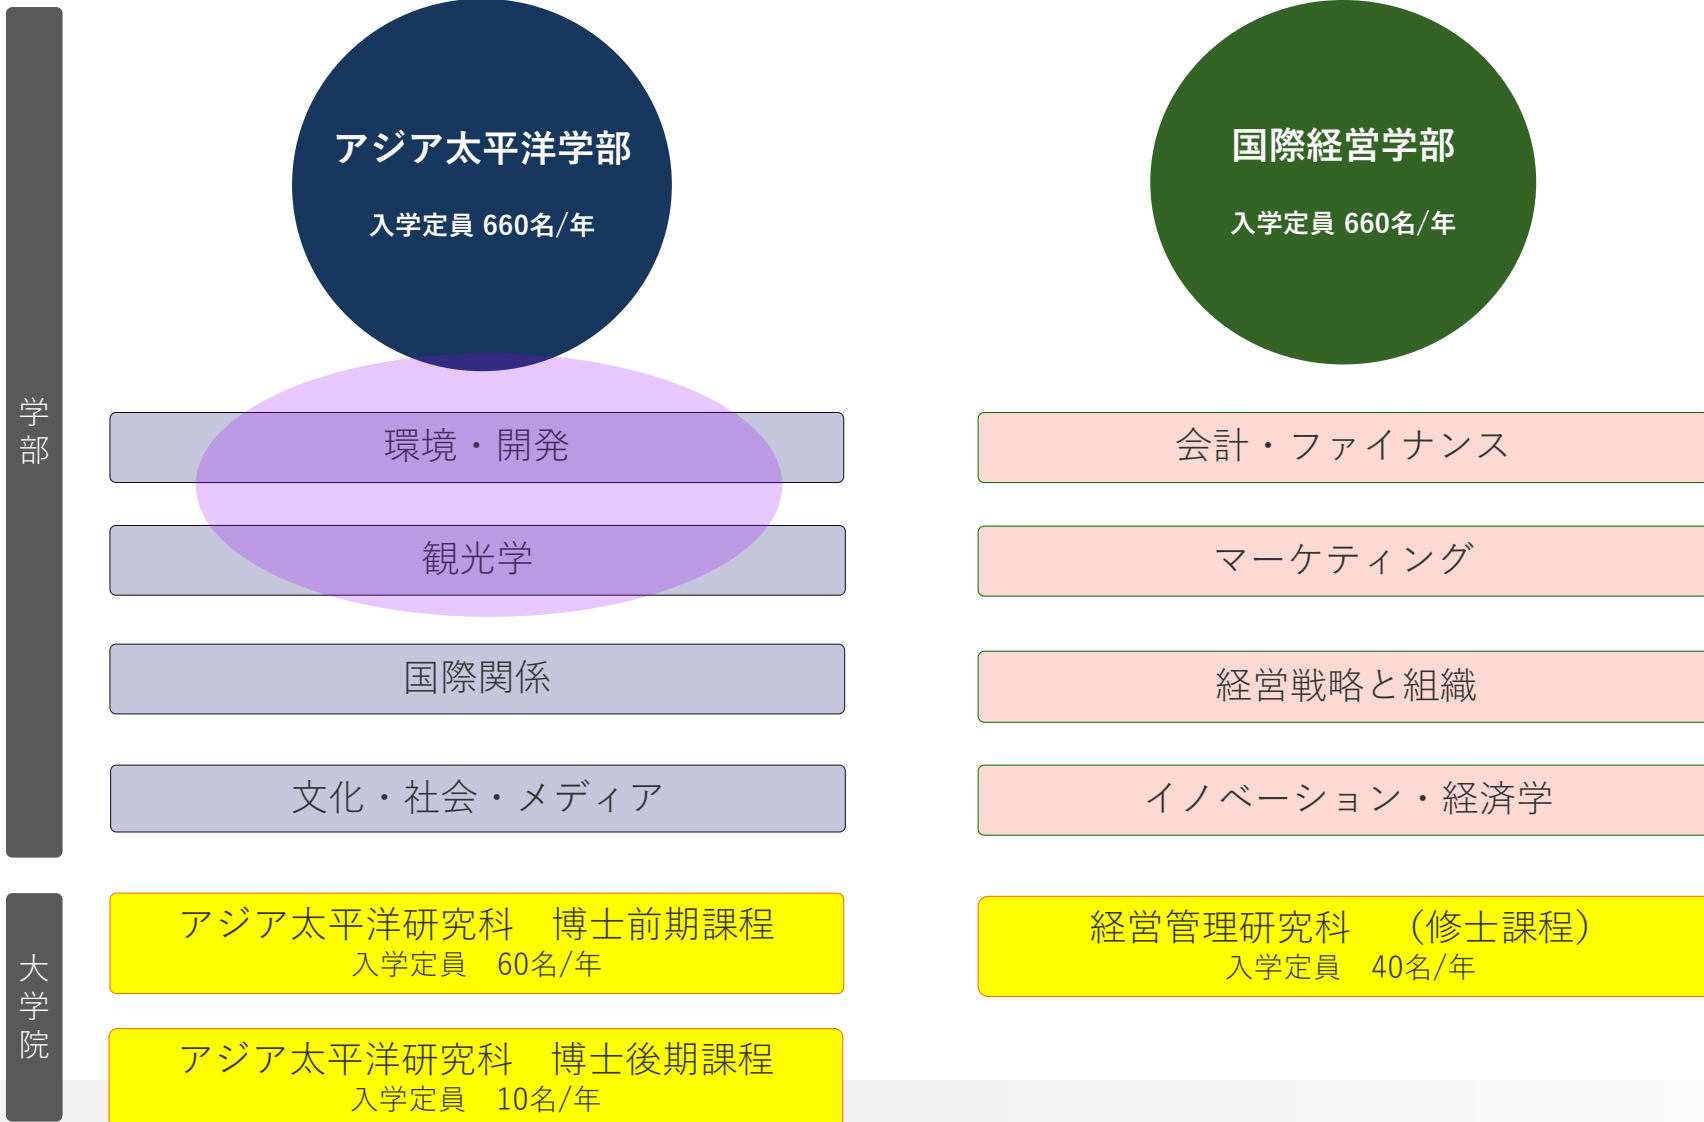 学部
アジア太平洋学部
入学定員 660名/年
環境・開発
観光学
国際関係
文化・社会・メディア
国際経営学部
入学定員 660名/年
会計・ファイナンス
マーケティング
経営戦略と組織
イノベーション・経済学
大学院
アジア太平洋研究科　博士前期課程
入学定員　60名/年
アジア太平洋研究科　博士後期課程
入学定員　10名/年
経営管理研究科　（修士課程）
入学定員　40名/年